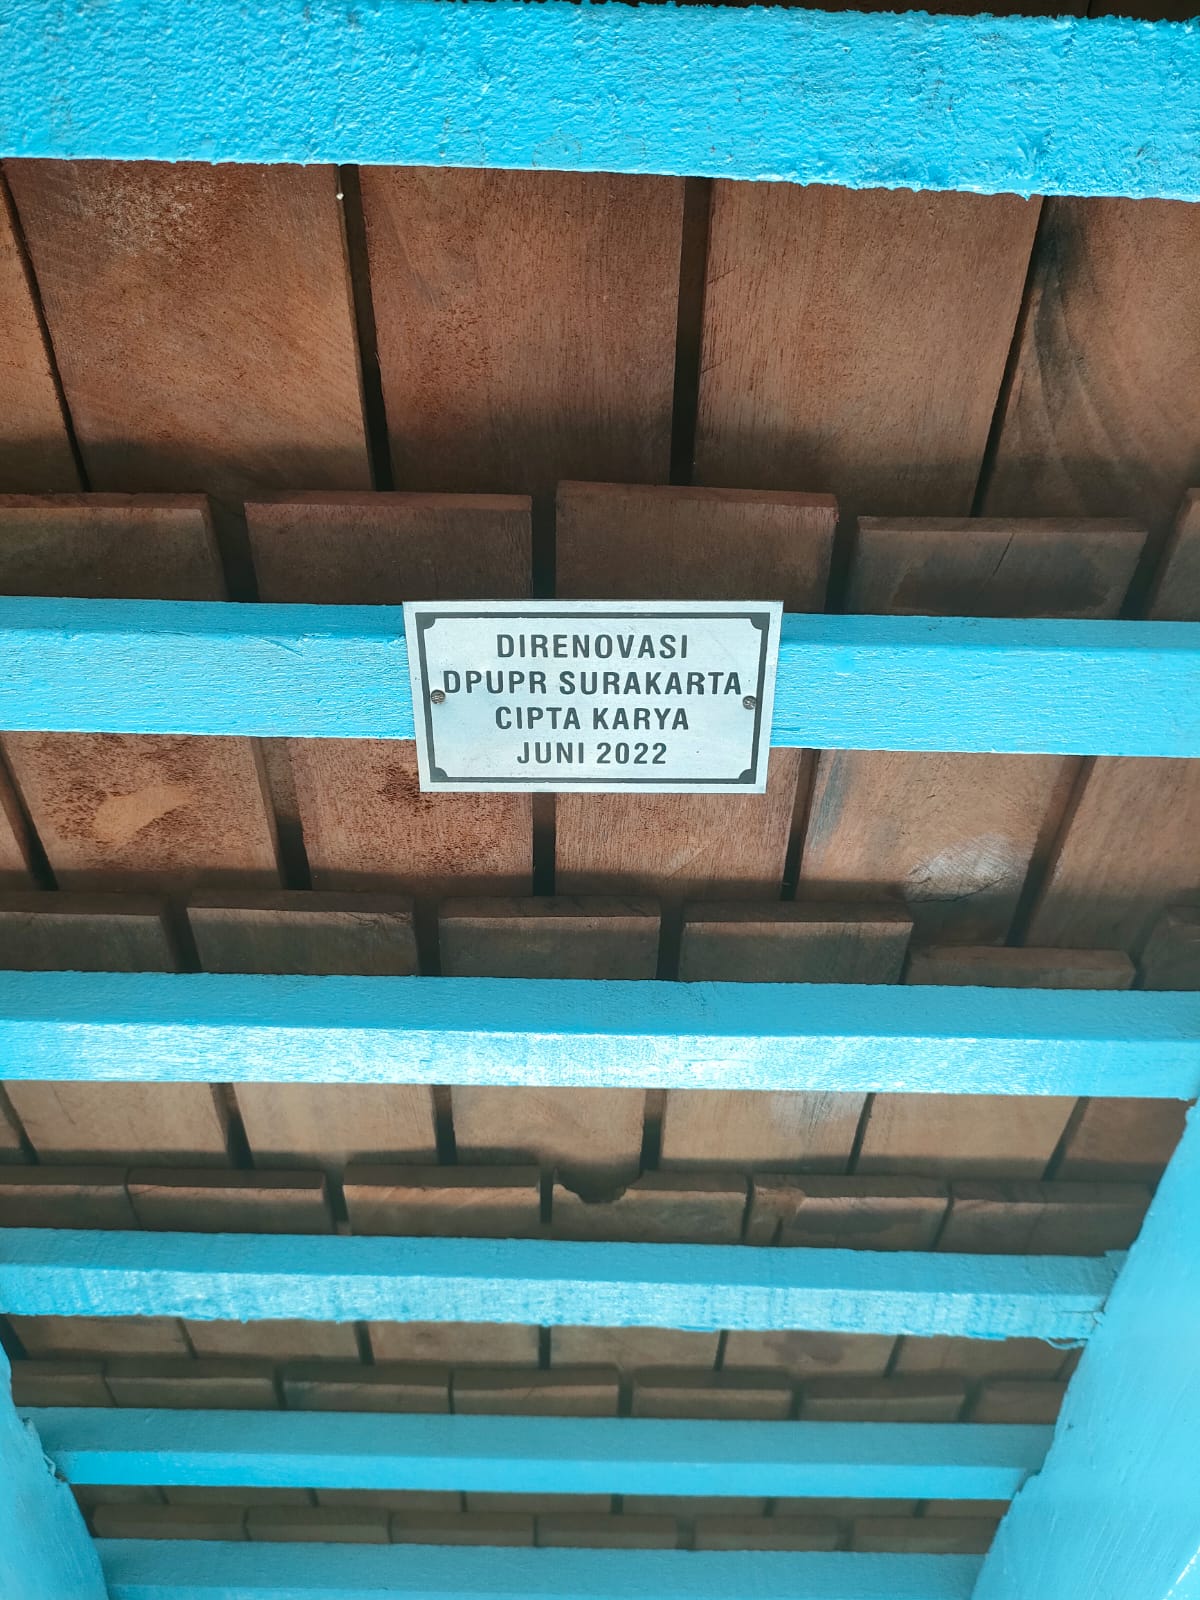 DIRENOVASI
DPUPR SURAKARTA
CIPTA KARYA
JUNI 2022